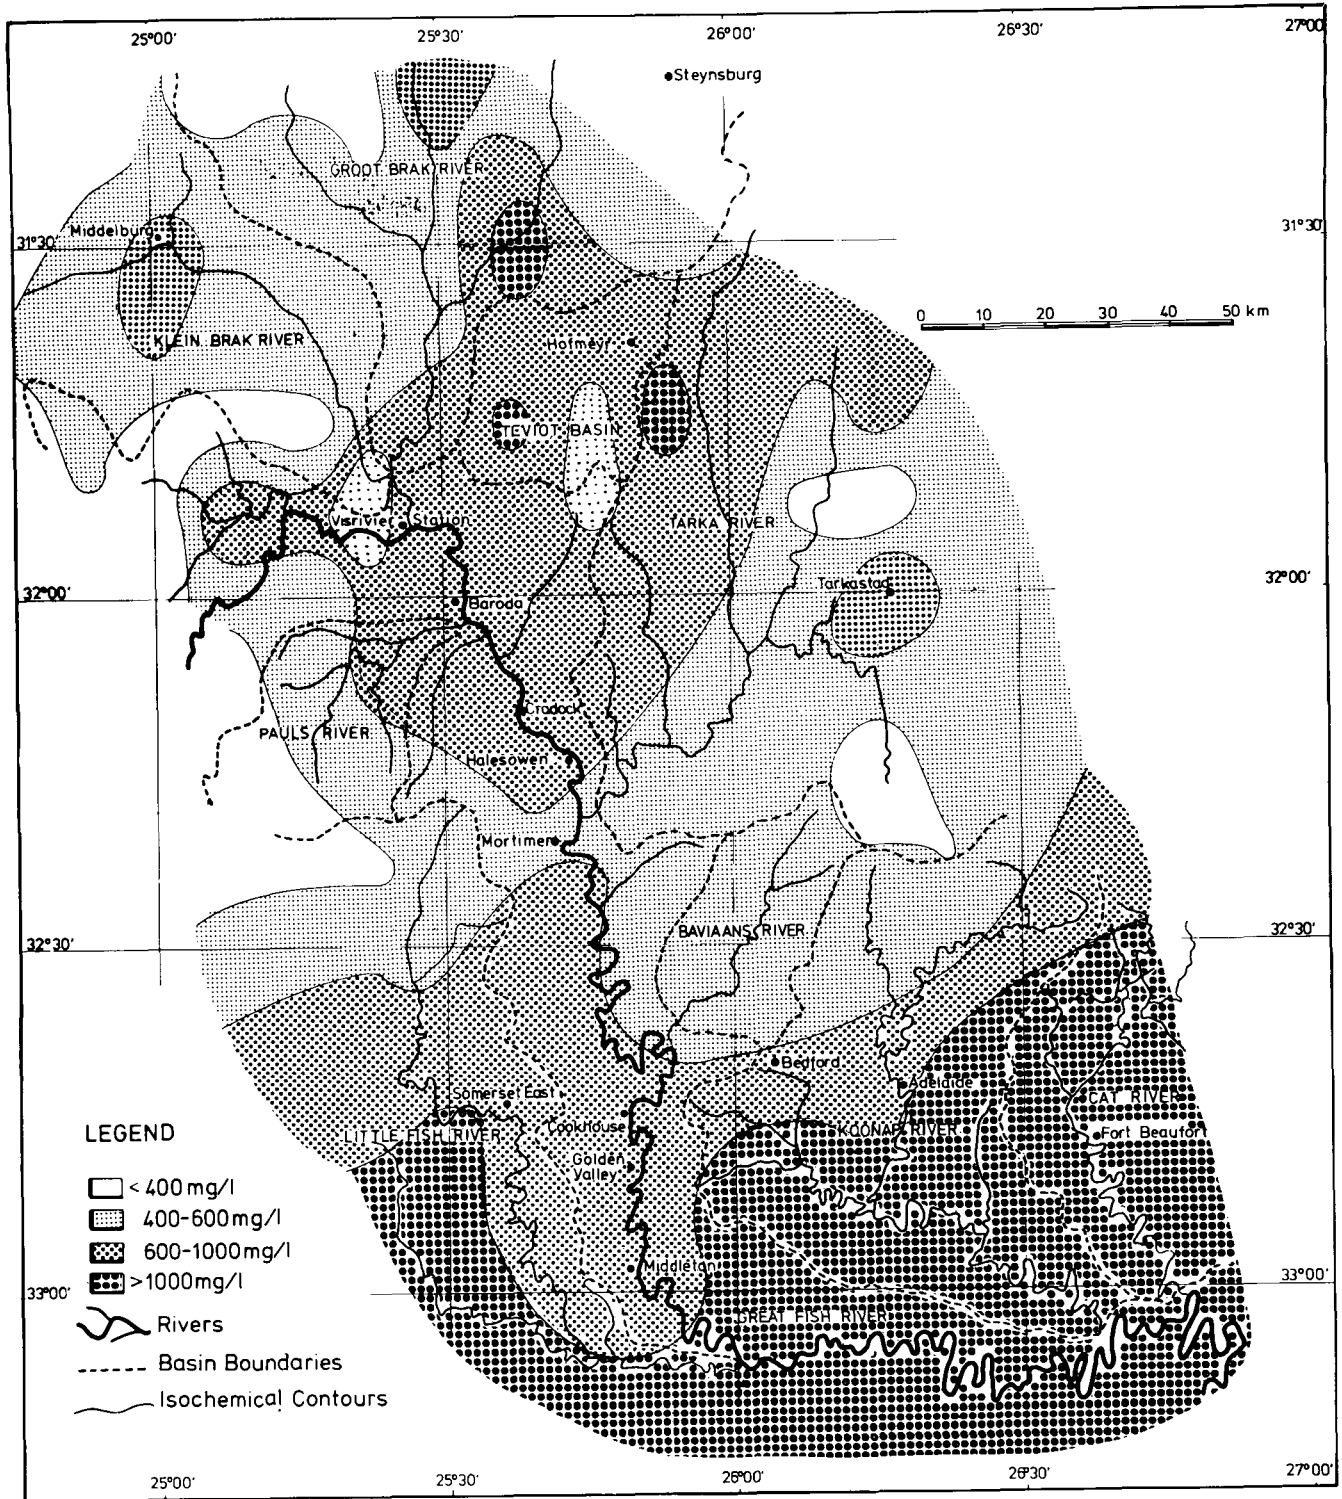 25°00'
25°30'
26°00'
26°30'
27°00'
Steynsburg
GROOT BRAK RIVER
Middelburg
31°30'
31°30'
0 10 20 30 40 50 km
KLEIN BRAK RIVER
Hofmeyr
TEVIOT BASIN
Visrivier Station
TARKA RIVER
Tarkastad
32°00'
32°00'
Baroda
Cradock
PAULS RIVER
Halesowen
Mortimer
BAVIAANS RIVER
32°30'
32°30'
Bedford
Adelaide
Somerset East
CAT RIVER
LITTLE FISH RIVER
Cookhouse
KOONAP RIVER
Fort Beaufort
Golden
Valley
LEGEND
< 400 mg/l
400-600 mg/l
600-1000 mg/l
>1000 mg/l
Rivers
Basin Boundaries
Isochemical Contours
Middleton
33°00'
33°00'
GREAT FISH RIVER
25°00'
25°30'
26°00'
26°30'
27°00'